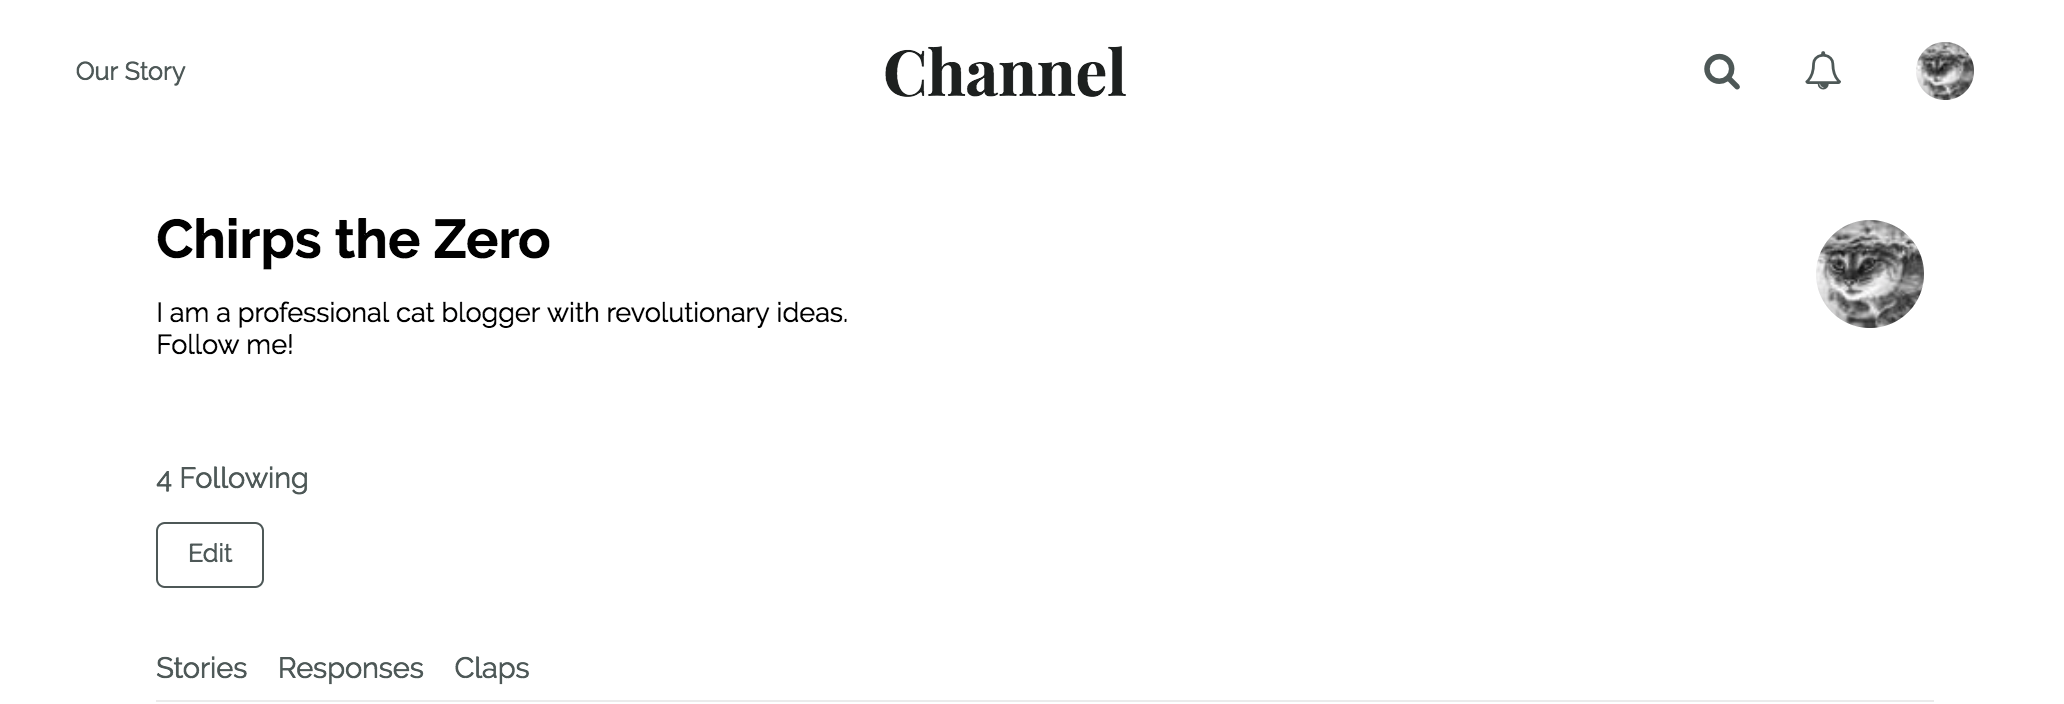 Our Story
Channel
Chirps the Zero
I am a professional cat blogger with revolutionary ideas.
Follow me!
4 Following
Edit
Stories Responses Claps